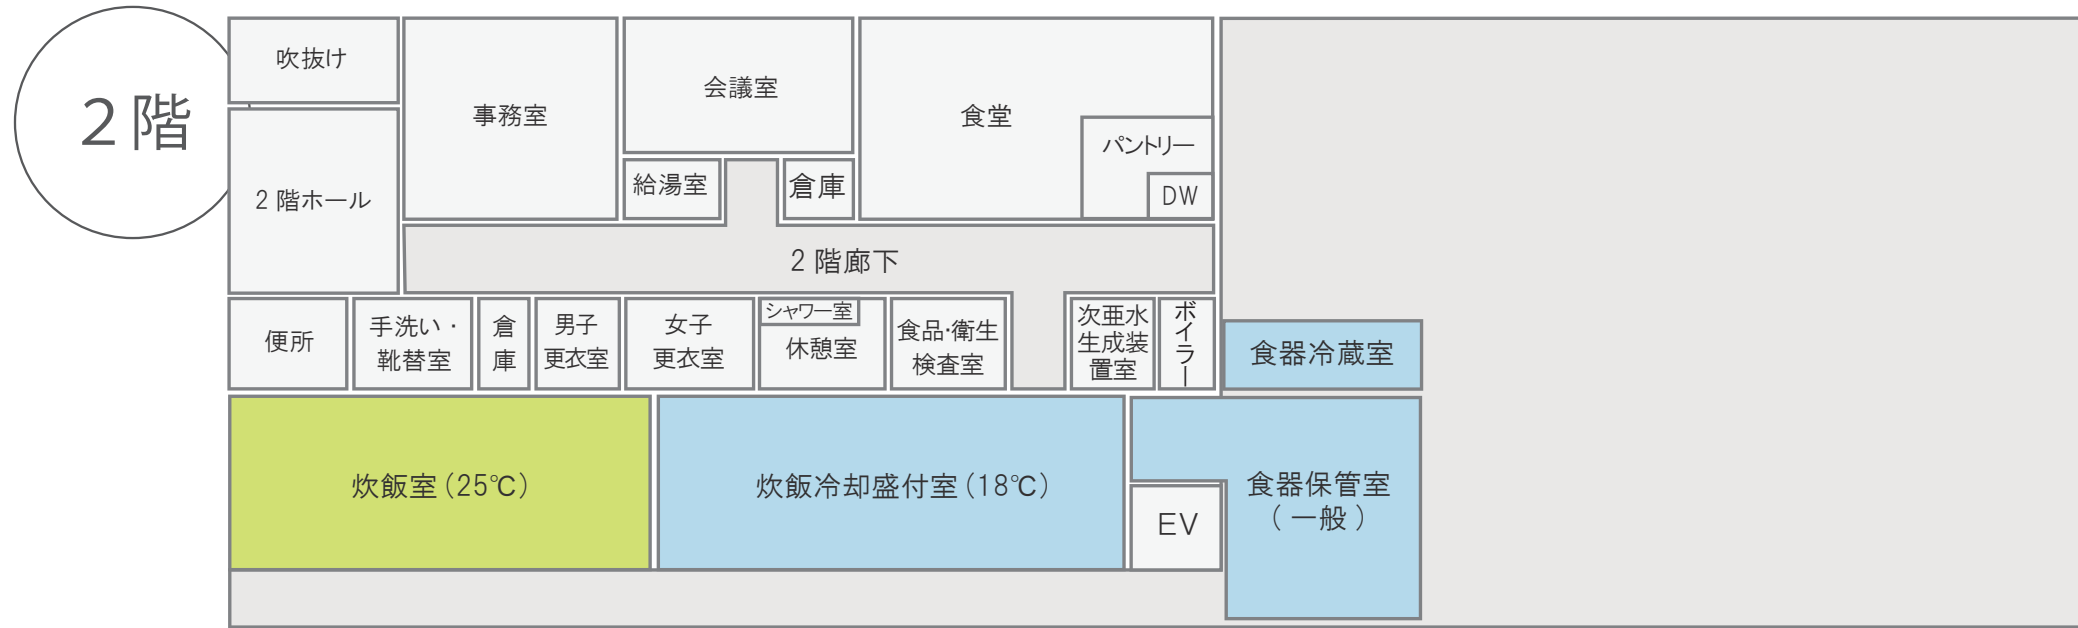 ２階
吹抜け
事務室
会議室
食堂
パントリー
DW
2 階ホール
給湯室
倉庫
2 階廊下
便所
手洗い・
靴替室
倉
庫
男子
更衣室
女子
更衣室
シャワー室
休憩室
食品・衛生
検査室
次亜水
生成装
置室
ボイラー
食器冷蔵室
炊飯室（25℃）
炊飯冷却盛付室（18℃）
EV
食器保管室
（ 一般 ）